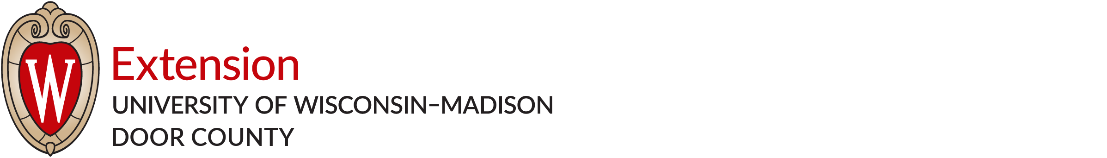 W
Extension
UNIVERSITY OF WISCONSIN–MADISON
DOOR COUNTY